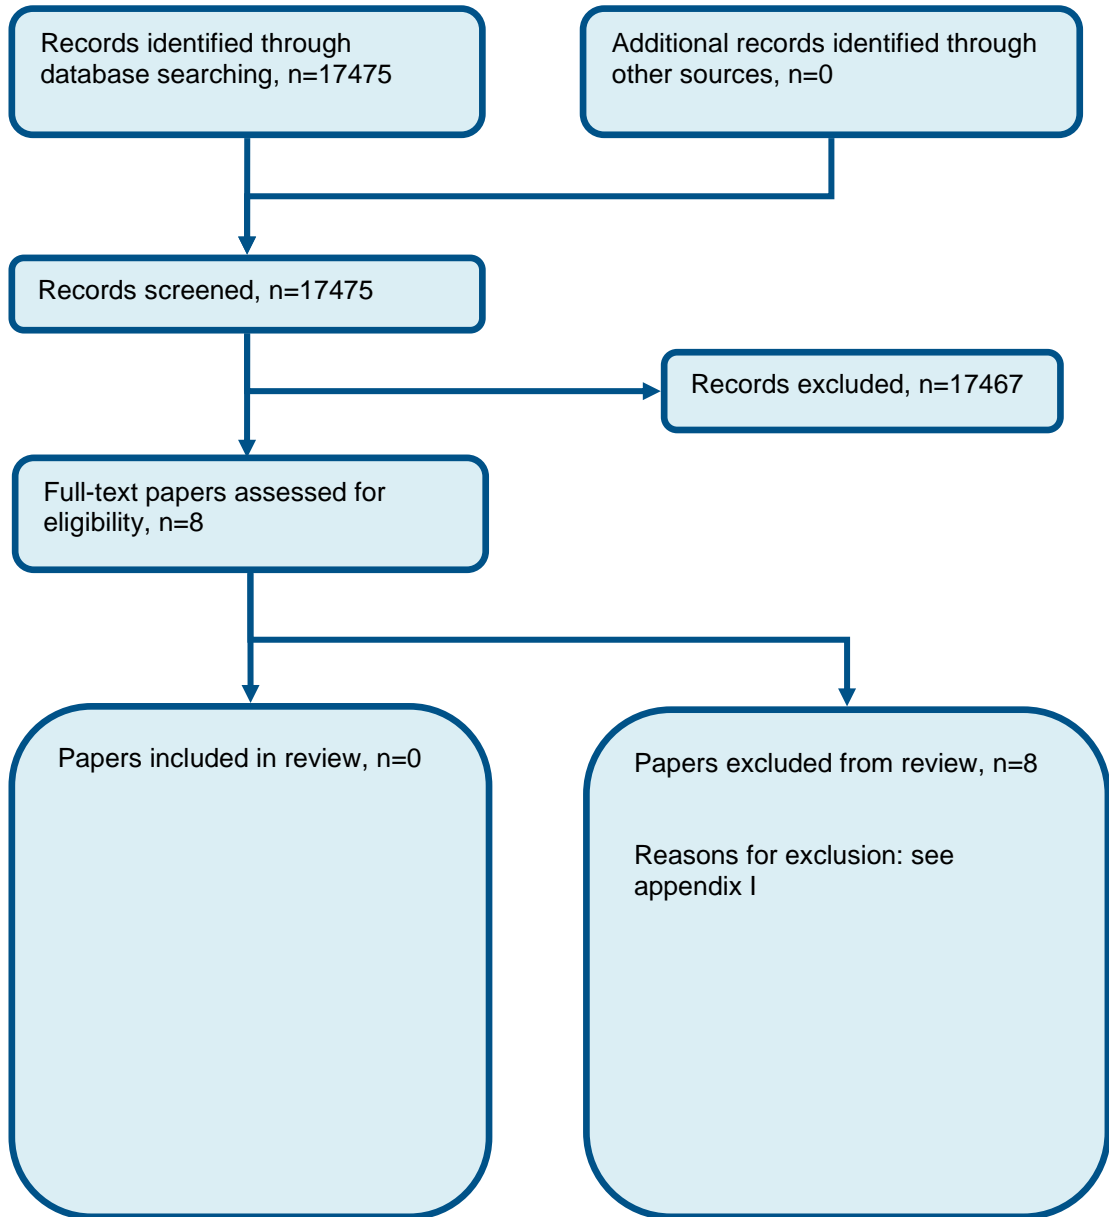 Records identified through
database searching, n=17475
Additional records identified through
other sources, n=0
Records screened, n=17475
Records excluded, n=17467
Full-text papers assessed for
eligibility, n=8
Papers included in review, n=0
Papers excluded from review, n=8
Reasons for exclusion: see
appendix I